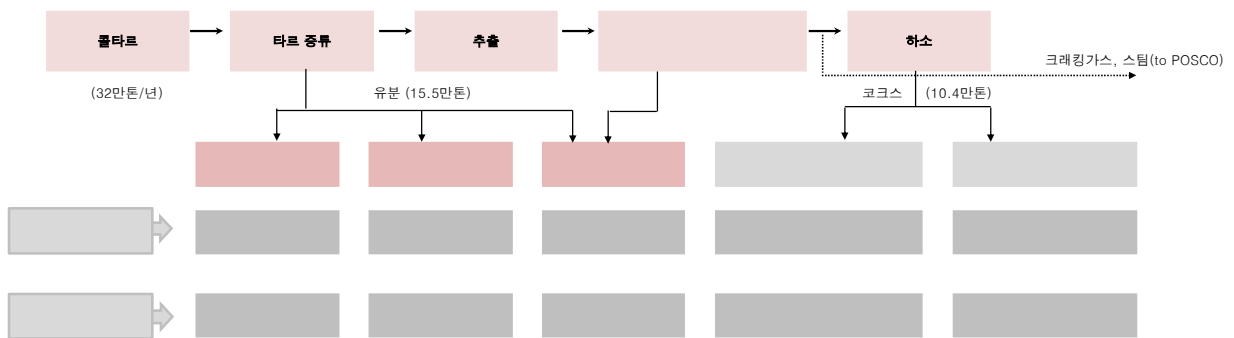 콜타르
타르 증류
추출
하소
크래킹가스, 스팀(to POSCO)
(32만톤/년)
유분 (15.5만톤)
코크스
(10.4만톤)